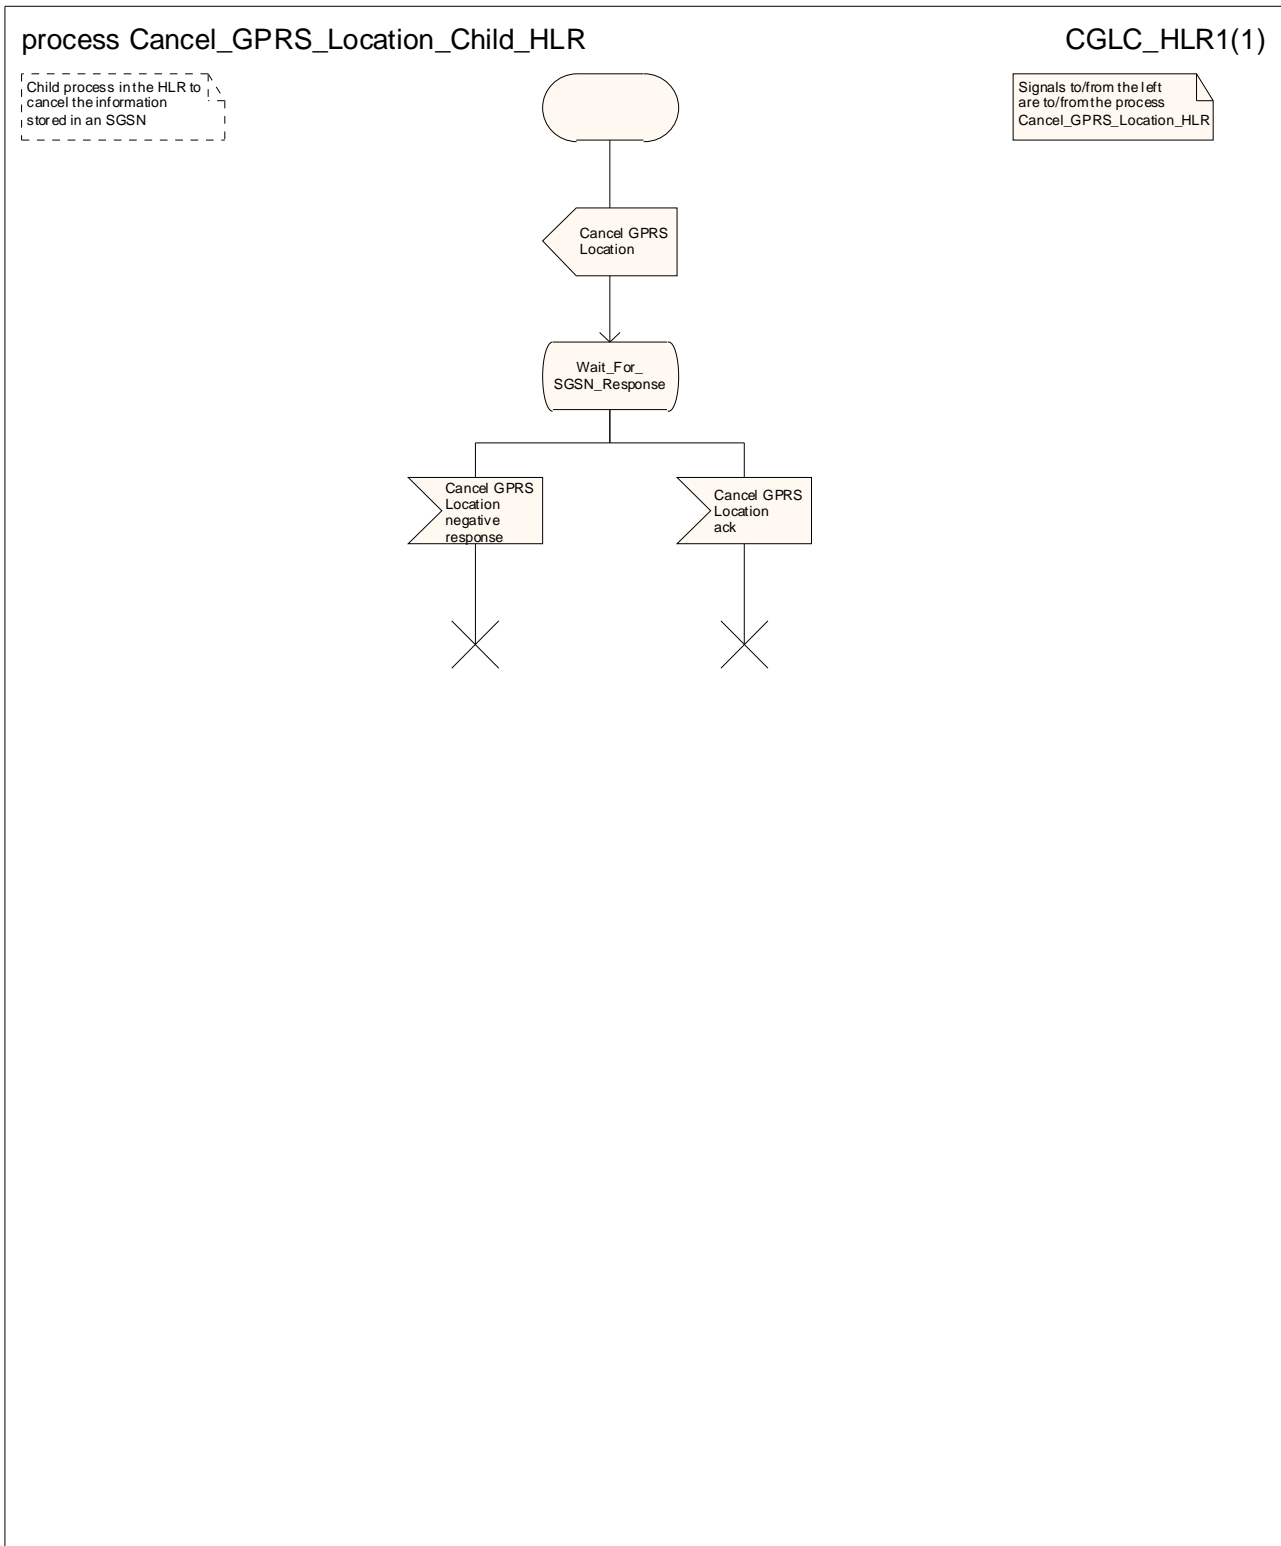 process Cancel_GPRS_Location_Child_HLR
CGLC_HLR1(1)
Child process in the HLR to
cancel the information
stored in an SGSN
Signals to/from the left
are to/from the process
Cancel_GPRS_Location_HLR
Cancel GPRS
Location
Wait_For_
SGSN_Response
Cancel GPRS
Location
negative
response
Cancel GPRS
Location
ack